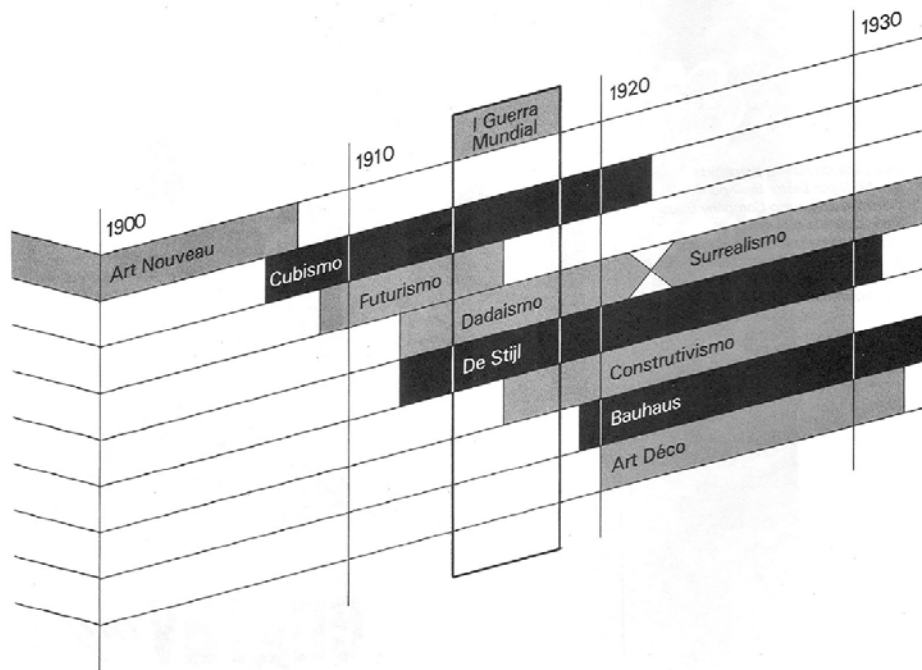 1930
1920
I Guerra
Mundial
1910
1900
Art Nouveau
Cubismo
Futurismo
Surrealismo
Dadaísmo
De Stijl
Construtivismo
Bauhaus
Art Déco